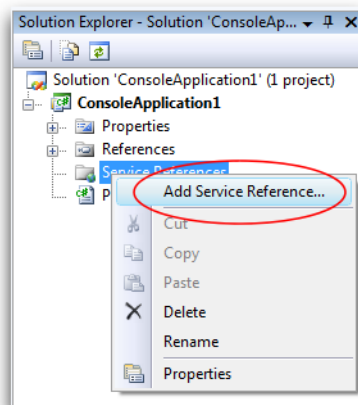 Solution Explorer - Solution 'ConsoleAp...
Solution 'ConsoleApplication1' (1 project)
ConsoleApplication1
Properties
References
Service References
Add Service Reference...
P
Cut
Copy
Paste
Delete
Rename
Properties